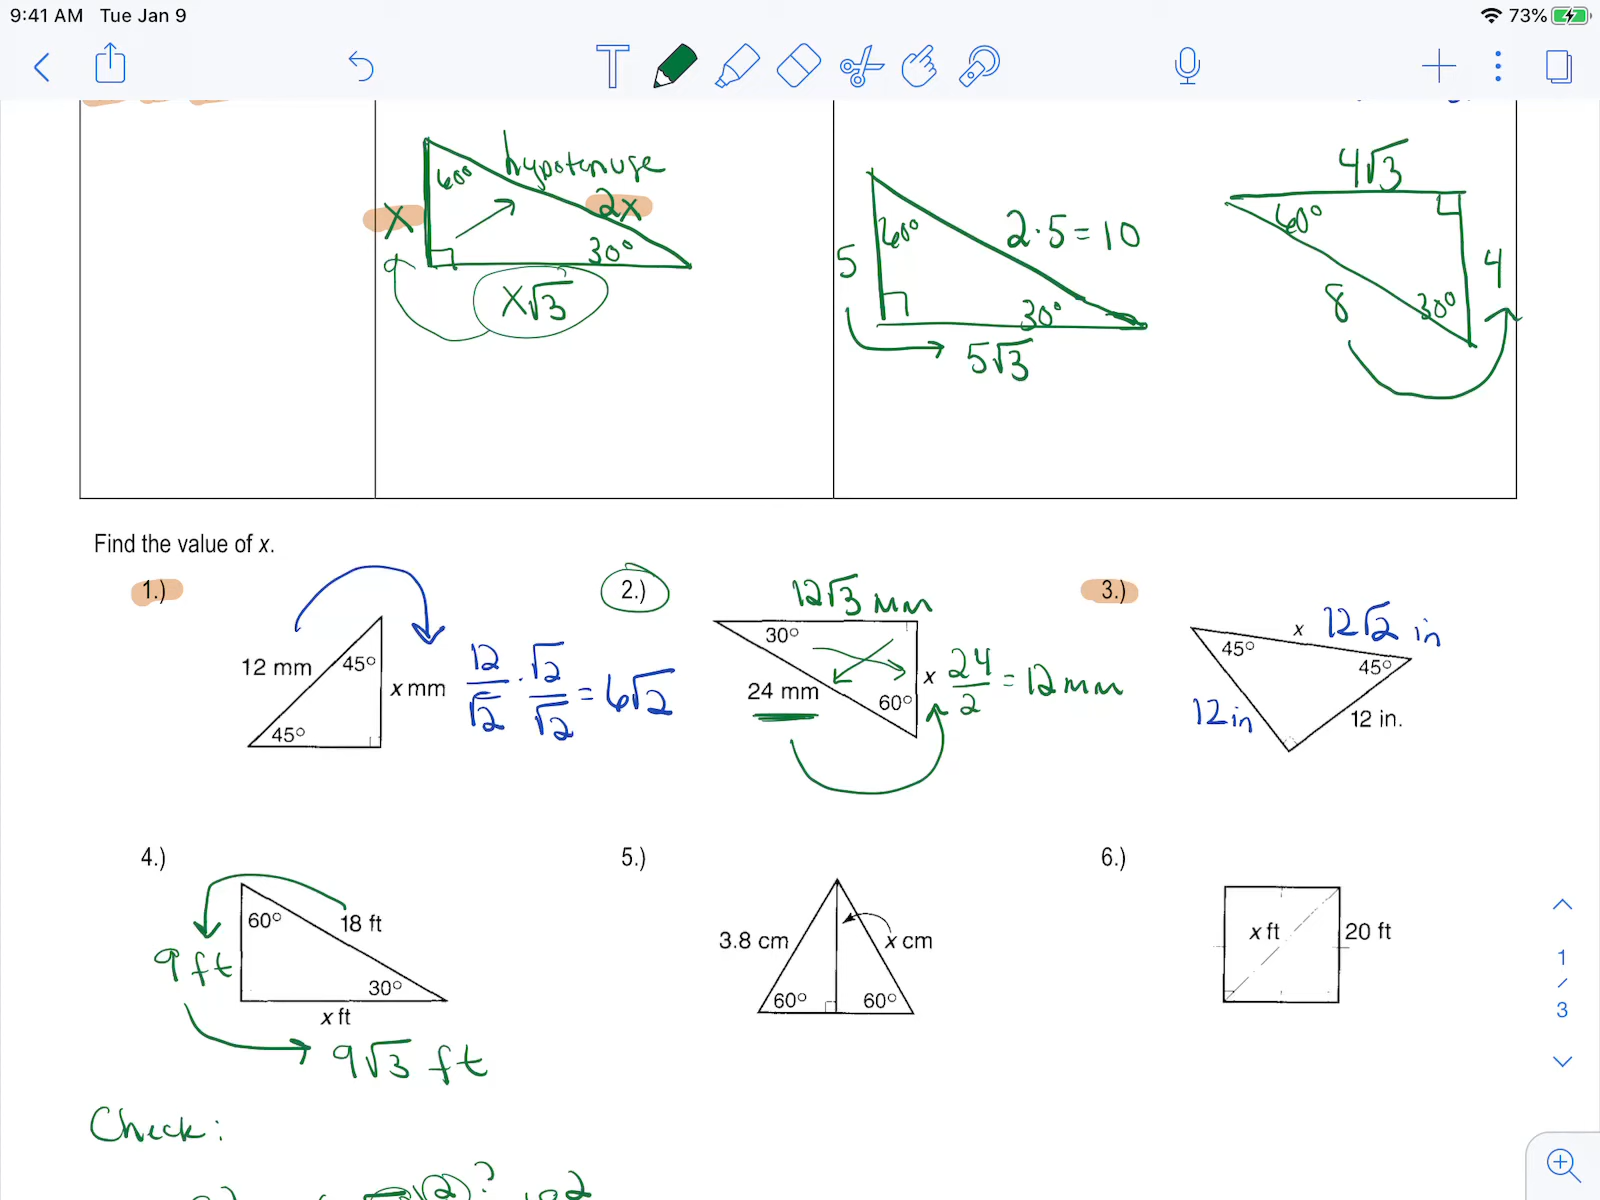 9:41 AM Tue Jan 9
73%
60° hypotenuse
x 2x
30°
x√3
60° 2·5=10
5
30°
5√3
4√3
60°
4
8 30°
Find the value of x.
1.)
12 mm 45° x mm
45°
12/√2 · √2/√2 = 6√2
2.)
12√3 mm
30°
24 mm 60° x 24/2 = 12 mm
3.)
x 12√2 in
45° 45°
12 in 12 in.
4.)
60° 18 ft
9 ft
30°
x ft
9√3 ft
5.)
3.8 cm x cm
60° 60°
6.)
x ft 20 ft
1
/
3
Check: